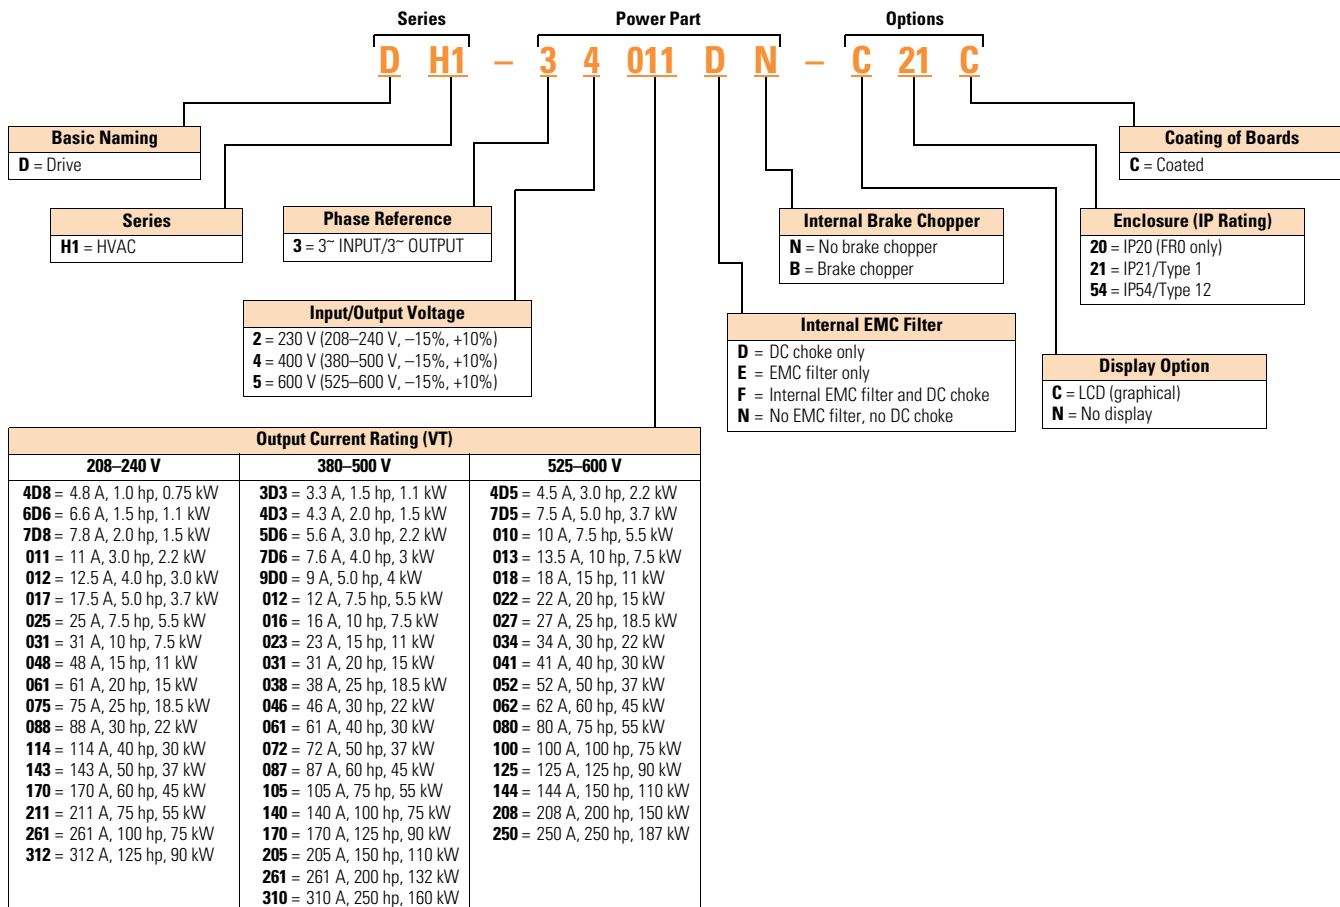 Series Power Part Options
D H1 – 3 4 011 D N – C 21 C
Basic Naming
D = Drive
Series
H1 = HVAC
Phase Reference
3 = 3~ INPUT/3~ OUTPUT
Input/Output Voltage
2 = 230 V (208–240 V, –15%, +10%)
4 = 400 V (380–500 V, –15%, +10%)
5 = 600 V (525–600 V, –15%, +10%)
Internal Brake Chopper
N = No brake chopper
B = Brake chopper
Internal EMC Filter
D = DC choke only
E = EMC filter only
F = Internal EMC filter and DC choke
N = No EMC filter, no DC choke
Coating of Boards
C = Coated
Enclosure (IP Rating)
20 = IP20 (FR0 only)
21 = IP21/Type 1
54 = IP54/Type 12
Display Option
C = LCD (graphical)
N = No display
Output Current Rating (VT)
208–240 V
4D8 = 4.8 A, 1.0 hp, 0.75 kW
6D6 = 6.6 A, 1.5 hp, 1.1 kW
7D8 = 7.8 A, 2.0 hp, 1.5 kW
011 = 11 A, 3.0 hp, 2.2 kW
012 = 12.5 A, 4.0 hp, 3.0 kW
017 = 17.5 A, 5.0 hp, 3.7 kW
025 = 25 A, 7.5 hp, 5.5 kW
031 = 31 A, 10 hp, 7.5 kW
048 = 48 A, 15 hp, 11 kW
061 = 61 A, 20 hp, 15 kW
075 = 75 A, 25 hp, 18.5 kW
088 = 88 A, 30 hp, 22 kW
114 = 114 A, 40 hp, 30 kW
143 = 143 A, 50 hp, 37 kW
170 = 170 A, 60 hp, 45 kW
211 = 211 A, 75 hp, 55 kW
261 = 261 A, 100 hp, 75 kW
312 = 312 A, 125 hp, 90 kW
380–500 V
3D3 = 3.3 A, 1.5 hp, 1.1 kW
4D3 = 4.3 A, 2.0 hp, 1.5 kW
5D6 = 5.6 A, 3.0 hp, 2.2 kW
7D6 = 7.6 A, 4.0 hp, 3 kW
9D0 = 9 A, 5.0 hp, 4 kW
012 = 12 A, 7.5 hp, 5.5 kW
016 = 16 A, 10 hp, 7.5 kW
023 = 23 A, 15 hp, 11 kW
031 = 31 A, 20 hp, 15 kW
038 = 38 A, 25 hp, 18.5 kW
046 = 46 A, 30 hp, 22 kW
061 = 61 A, 40 hp, 30 kW
072 = 72 A, 50 hp, 37 kW
087 = 87 A, 60 hp, 45 kW
105 = 105 A, 75 hp, 55 kW
140 = 140 A, 100 hp, 75 kW
170 = 170 A, 125 hp, 90 kW
205 = 205 A, 150 hp, 110 kW
261 = 261 A, 200 hp, 132 kW
310 = 310 A, 250 hp, 160 kW
525–600 V
4D5 = 4.5 A, 3.0 hp, 2.2 kW
7D5 = 7.5 A, 5.0 hp, 3.7 kW
010 = 10 A, 7.5 hp, 5.5 kW
013 = 13.5 A, 10 hp, 7.5 kW
018 = 18 A, 15 hp, 11 kW
022 = 22 A, 20 hp, 15 kW
027 = 27 A, 25 hp, 18.5 kW
034 = 34 A, 30 hp, 22 kW
041 = 41 A, 40 hp, 30 kW
052 = 52 A, 50 hp, 37 kW
062 = 62 A, 60 hp, 45 kW
080 = 80 A, 75 hp, 55 kW
100 = 100 A, 100 hp, 75 kW
125 = 125 A, 125 hp, 90 kW
144 = 144 A, 150 hp, 110 kW
208 = 208 A, 200 hp, 150 kW
250 = 250 A, 250 hp, 187 kW